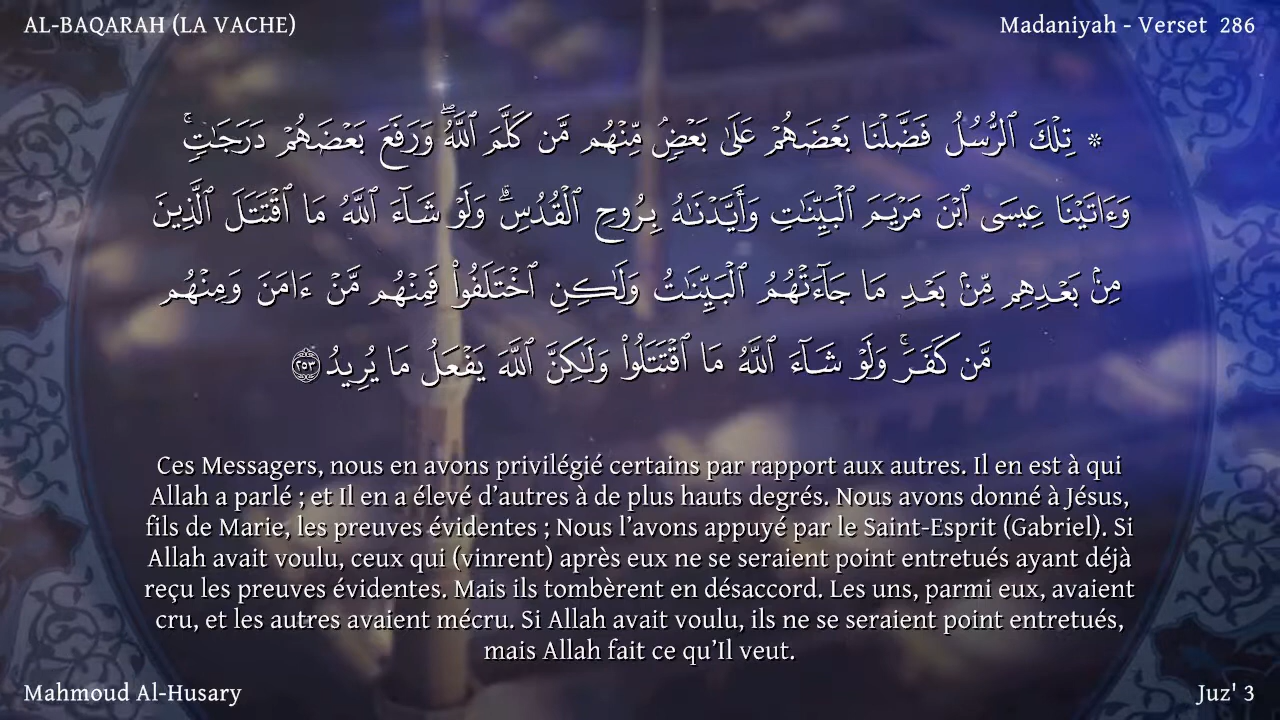 AL-BAQARAH (LA VACHE)
Madaniyah - Verset 286
۞ تِلْكَ ٱلرُّسُلُ فَضَّلْنَا بَعْضَهُمْ عَلَىٰ بَعْضٍۢ مِّنْهُم مَّن كَلَّمَ ٱللَّهُ ۖ وَرَفَعَ بَعْضَهُمْ دَرَجَٰتٍۢ ۚ
وَءَاتَيْنَا عِيسَى ٱبْنَ مَرْيَمَ ٱلْبَيِّنَٰتِ وَأَيَّدْنَٰهُ بِرُوحِ ٱلْقُدُسِ ۗ وَلَوْ شَآءَ ٱللَّهُ مَا ٱقْتَتَلَ ٱلَّذِينَ
مِنۢ بَعْدِهِم مِّنۢ بَعْدِ مَا جَآءَتْهُمُ ٱلْبَيِّنَٰتُ وَلَٰكِنِ ٱخْتَلَفُوا۟ فَمِنْهُم مَّنْ ءَامَنَ وَمِنْهُم
مَّن كَفَرَ ۚ وَلَوْ شَآءَ ٱللَّهُ مَا ٱقْتَتَلُوا۟ وَلَٰكِنَّ ٱللَّهَ يَفْعَلُ مَا يُرِيدُ ٢٥٣
Ces Messagers, nous en avons privilégié certains par rapport aux autres. Il en est à qui
Allah a parlé ; et Il en a élevé d’autres à de plus hauts degrés. Nous avons donné à Jésus,
fils de Marie, les preuves évidentes ; Nous l’avons appuyé par le Saint-Esprit (Gabriel). Si
Allah avait voulu, ceux qui (vinrent) après eux ne se seraient point entretués ayant déjà
reçu les preuves évidentes. Mais ils tombèrent en désaccord. Les uns, parmi eux, avaient
cru, et les autres avaient mécru. Si Allah avait voulu, ils ne se seraient point entretués,
mais Allah fait ce qu’Il veut.
Mahmoud Al-Husary
Juz' 3